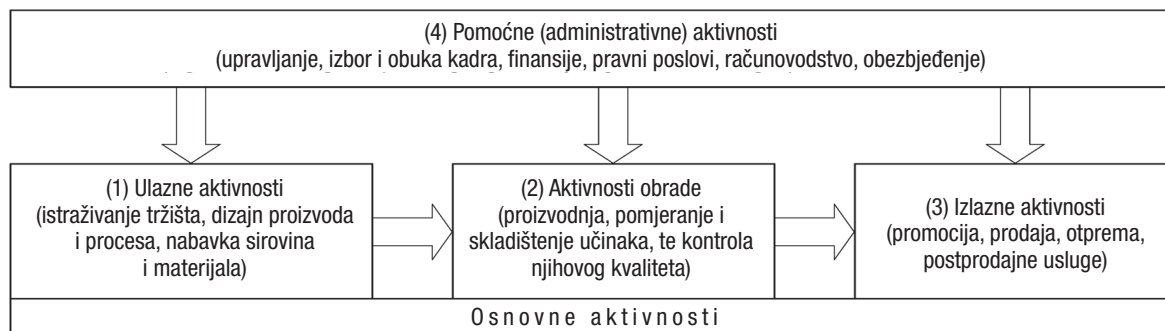 (4) Pomoćne (administrativne) aktivnosti
(upravljanje, izbor i obuka kadra, finansije, pravni poslovi, računovodstvo, obezbjeđenje)
(1) Ulazne aktivnosti
(istraživanje tržišta, dizajn proizvoda
i procesa, nabavka sirovina
i materijala)
(2) Aktivnosti obrade
(proizvodnja, pomjeranje i
skladištenje učinaka, te kontrola
njihovog kvaliteta)
(3) Izlazne aktivnosti
(promocija, prodaja, otprema,
postprodajne usluge)
Osnovne aktivnosti